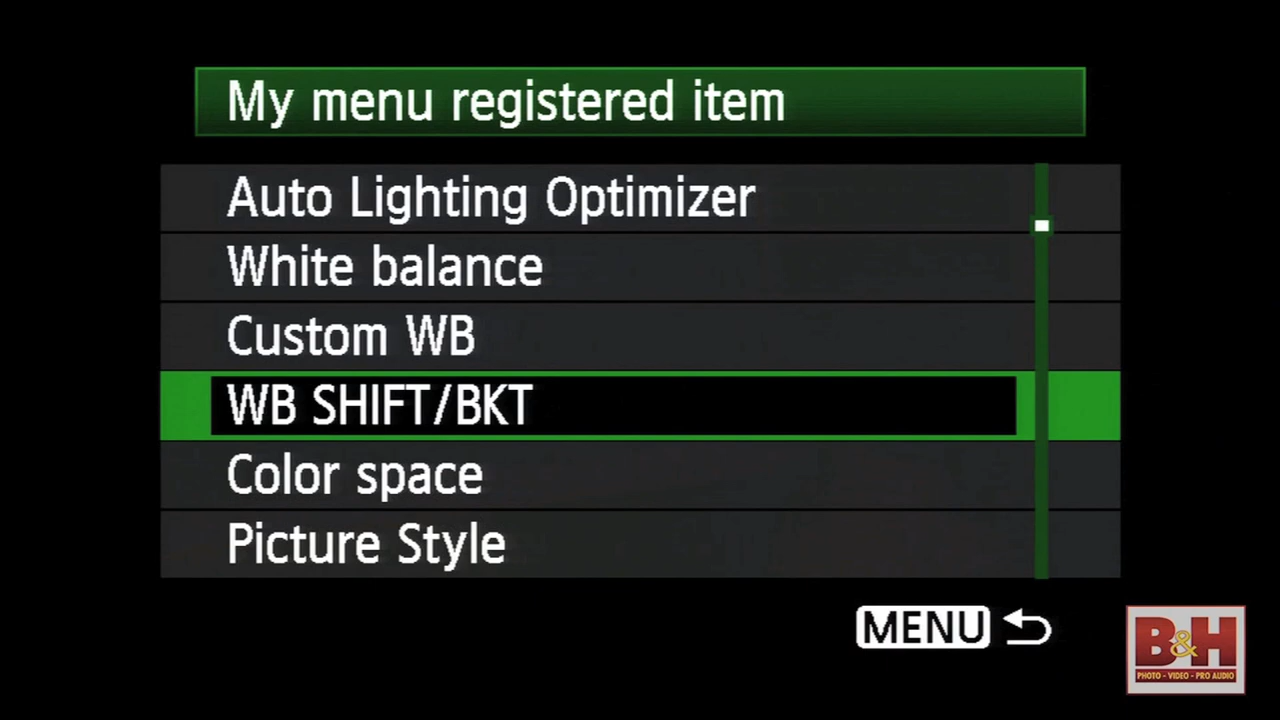 My menu registered item
Auto Lighting Optimizer
White balance
Custom WB
WB SHIFT/BKT
Color space
Picture Style
MENU
B&H
PHOTO - VIDEO - PRO AUDIO